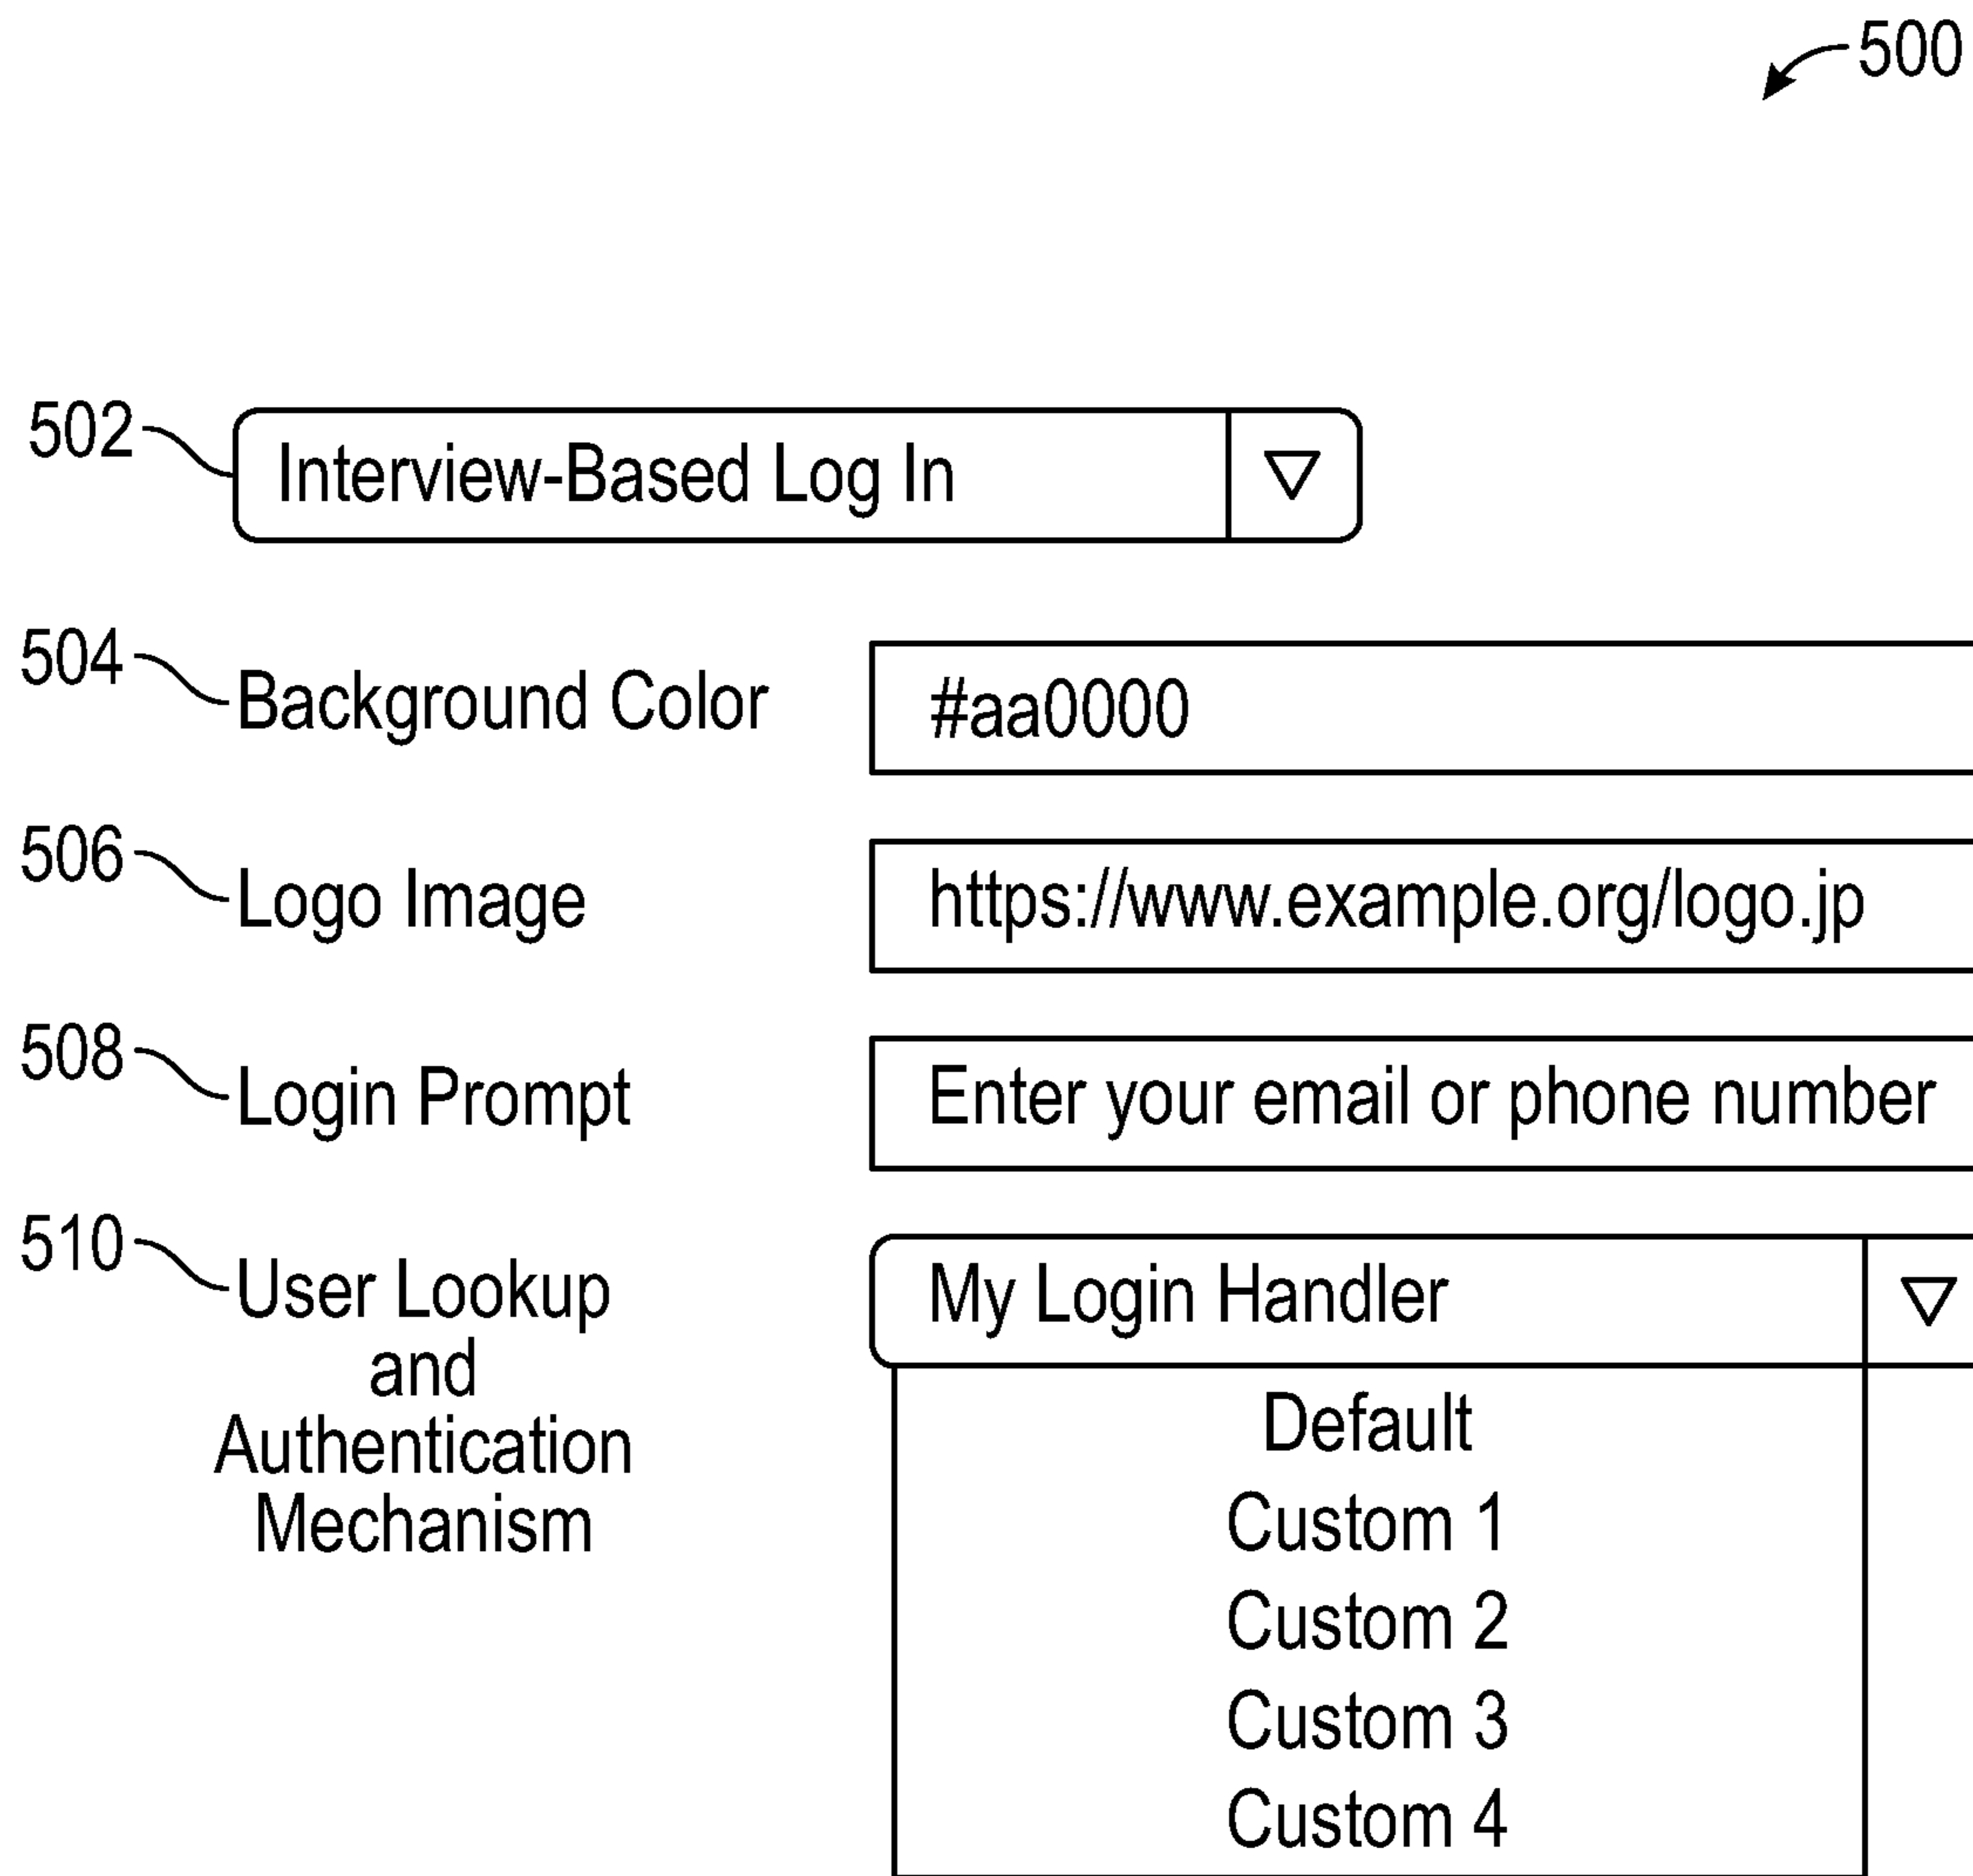 500
502 Interview-Based Log In
504 Background Color #aa0000
506 Logo Image https://www.example.org/logo.jp
508 Login Prompt Enter your email or phone number
510 User Lookup My Login Handler
and
Authentication
Mechanism
Default
Custom 1
Custom 2
Custom 3
Custom 4